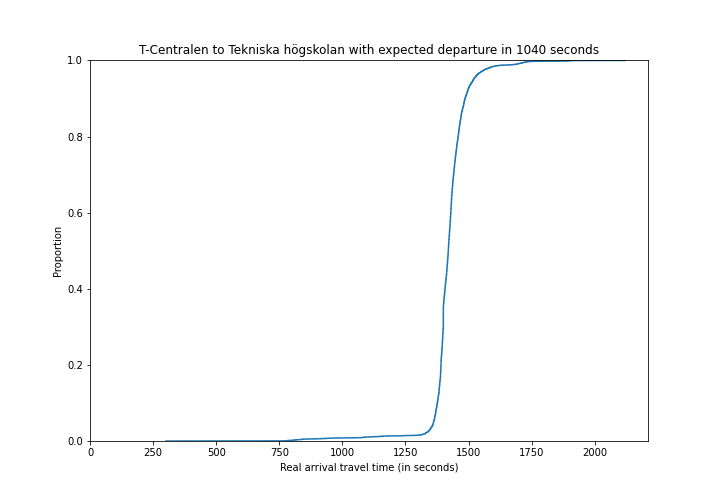 T-Centralen to Tekniska högskolan with expected departure in 1040 seconds
1.0
0.8
0.6
0.4
0.2
0.0
Proportion
0 250 500 750 1000 1250 1500 1750 2000
Real arrival travel time (in seconds)